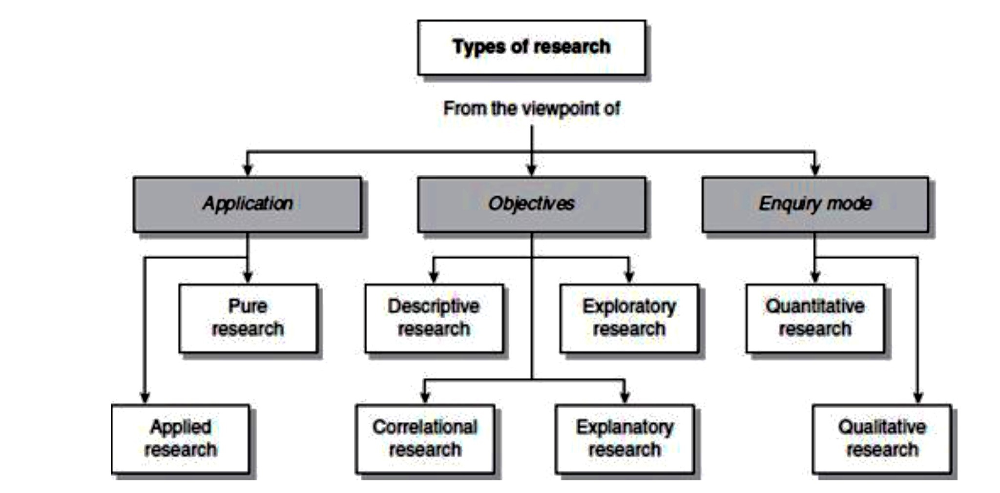 Types of research
From the viewpoint of
Application
Objectives
Enquiry mode
Pure
research
Descriptive
research
Exploratory
research
Quantitative
research
Applied
research
Correlational
research
Explanatory
research
Qualitative
research